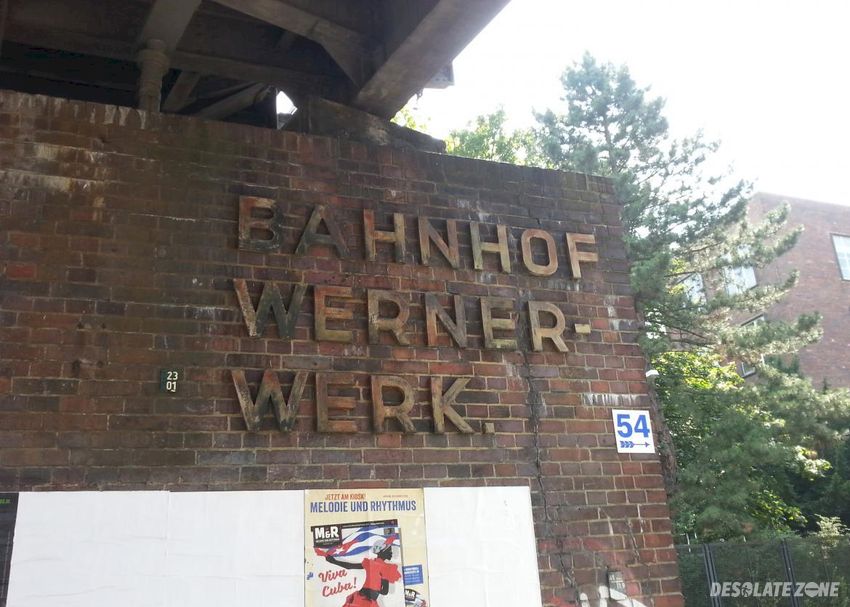 BAHNHOF
WERNER-
WERK.
23
01
54
JETZT AM KIOSK!
MELODIE UND RHYTHMUS
M&R
Viva
Cuba!
DESOLATE ZONE